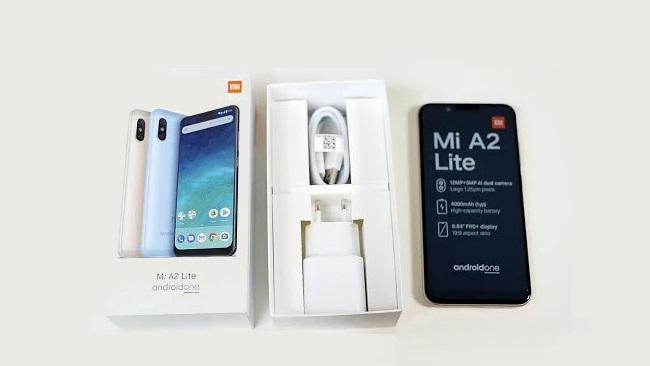 mi
Mi A2 Lite
androidone
mi
Mi A2
Lite
12MP+5MP AI dual camera
Large 1.25μm pixels
4000mAh (typ)
High-capacity battery
5.84" FHD+ display
19:9 aspect ratio
androidone